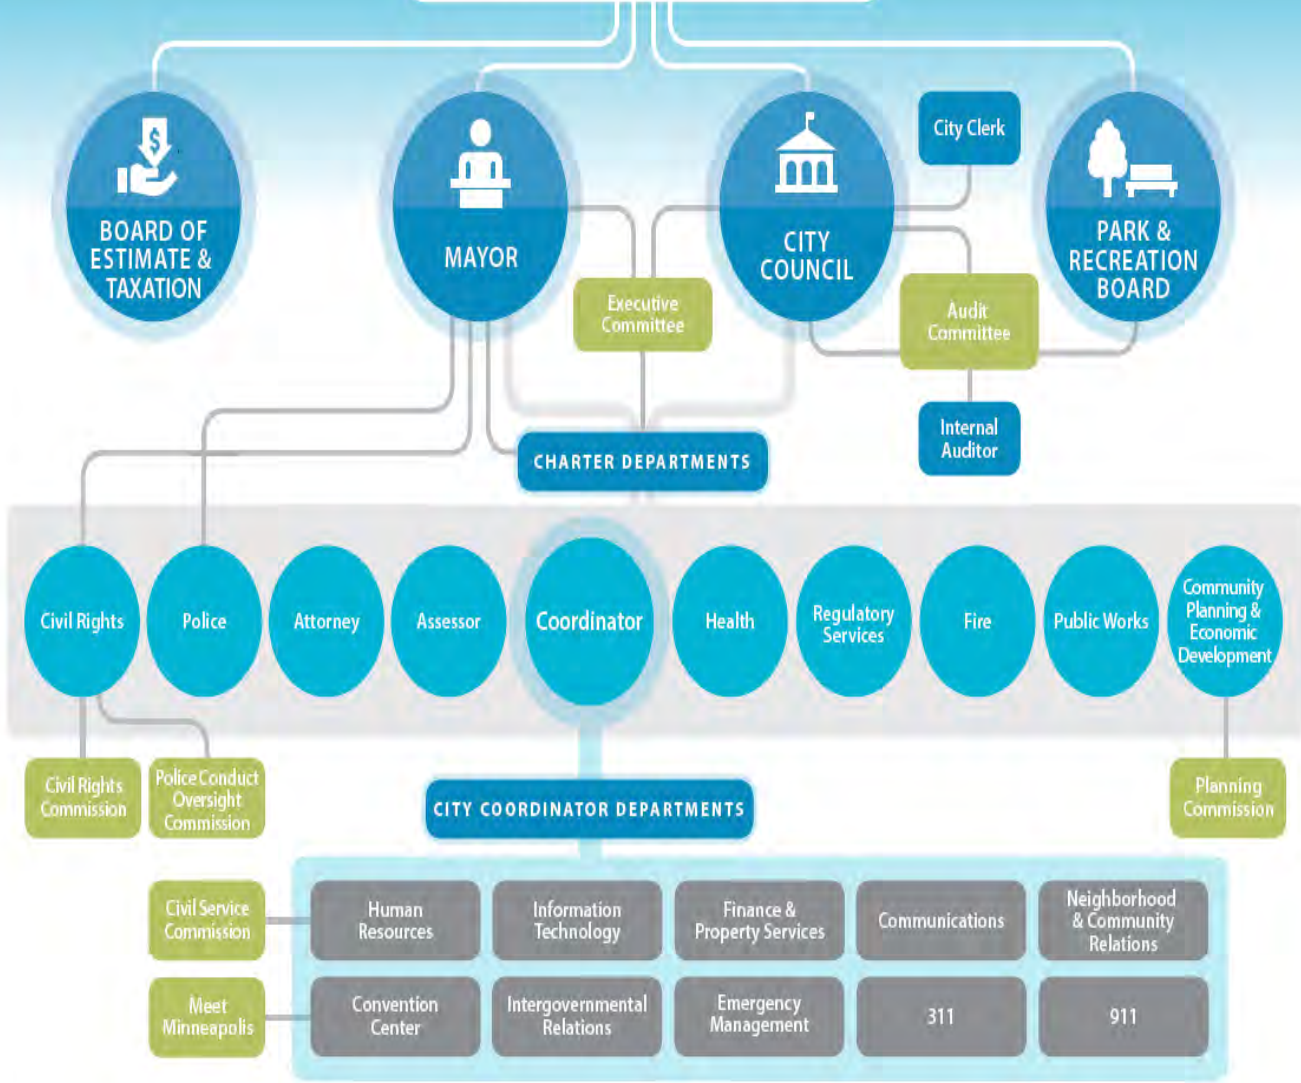 $
City Clerk
BOARD OF
ESTIMATE &
TAXATION
MAYOR
CITY
COUNCIL
PARK &
RECREATION
BOARD
Executive
Committee
Audit
Committee
Internal
Auditor
CHARTER DEPARTMENTS
Civil Rights
Police
Attorney
Assessor
Coordinator
Health
Regulatory
Services
Fire
Public Works
Community
Planning &
Economic
Development
Civil Rights
Commission
Police Conduct
Oversight
Commission
CITY COORDINATOR DEPARTMENTS
Planning
Commission
Civil Service
Commission
Human
Resources
Information
Technology
Finance &
Property Services
Communications
Neighborhood
& Community
Relations
Meet
Minneapolis
Convention
Center
Intergovernmental
Relations
Emergency
Management
311
911